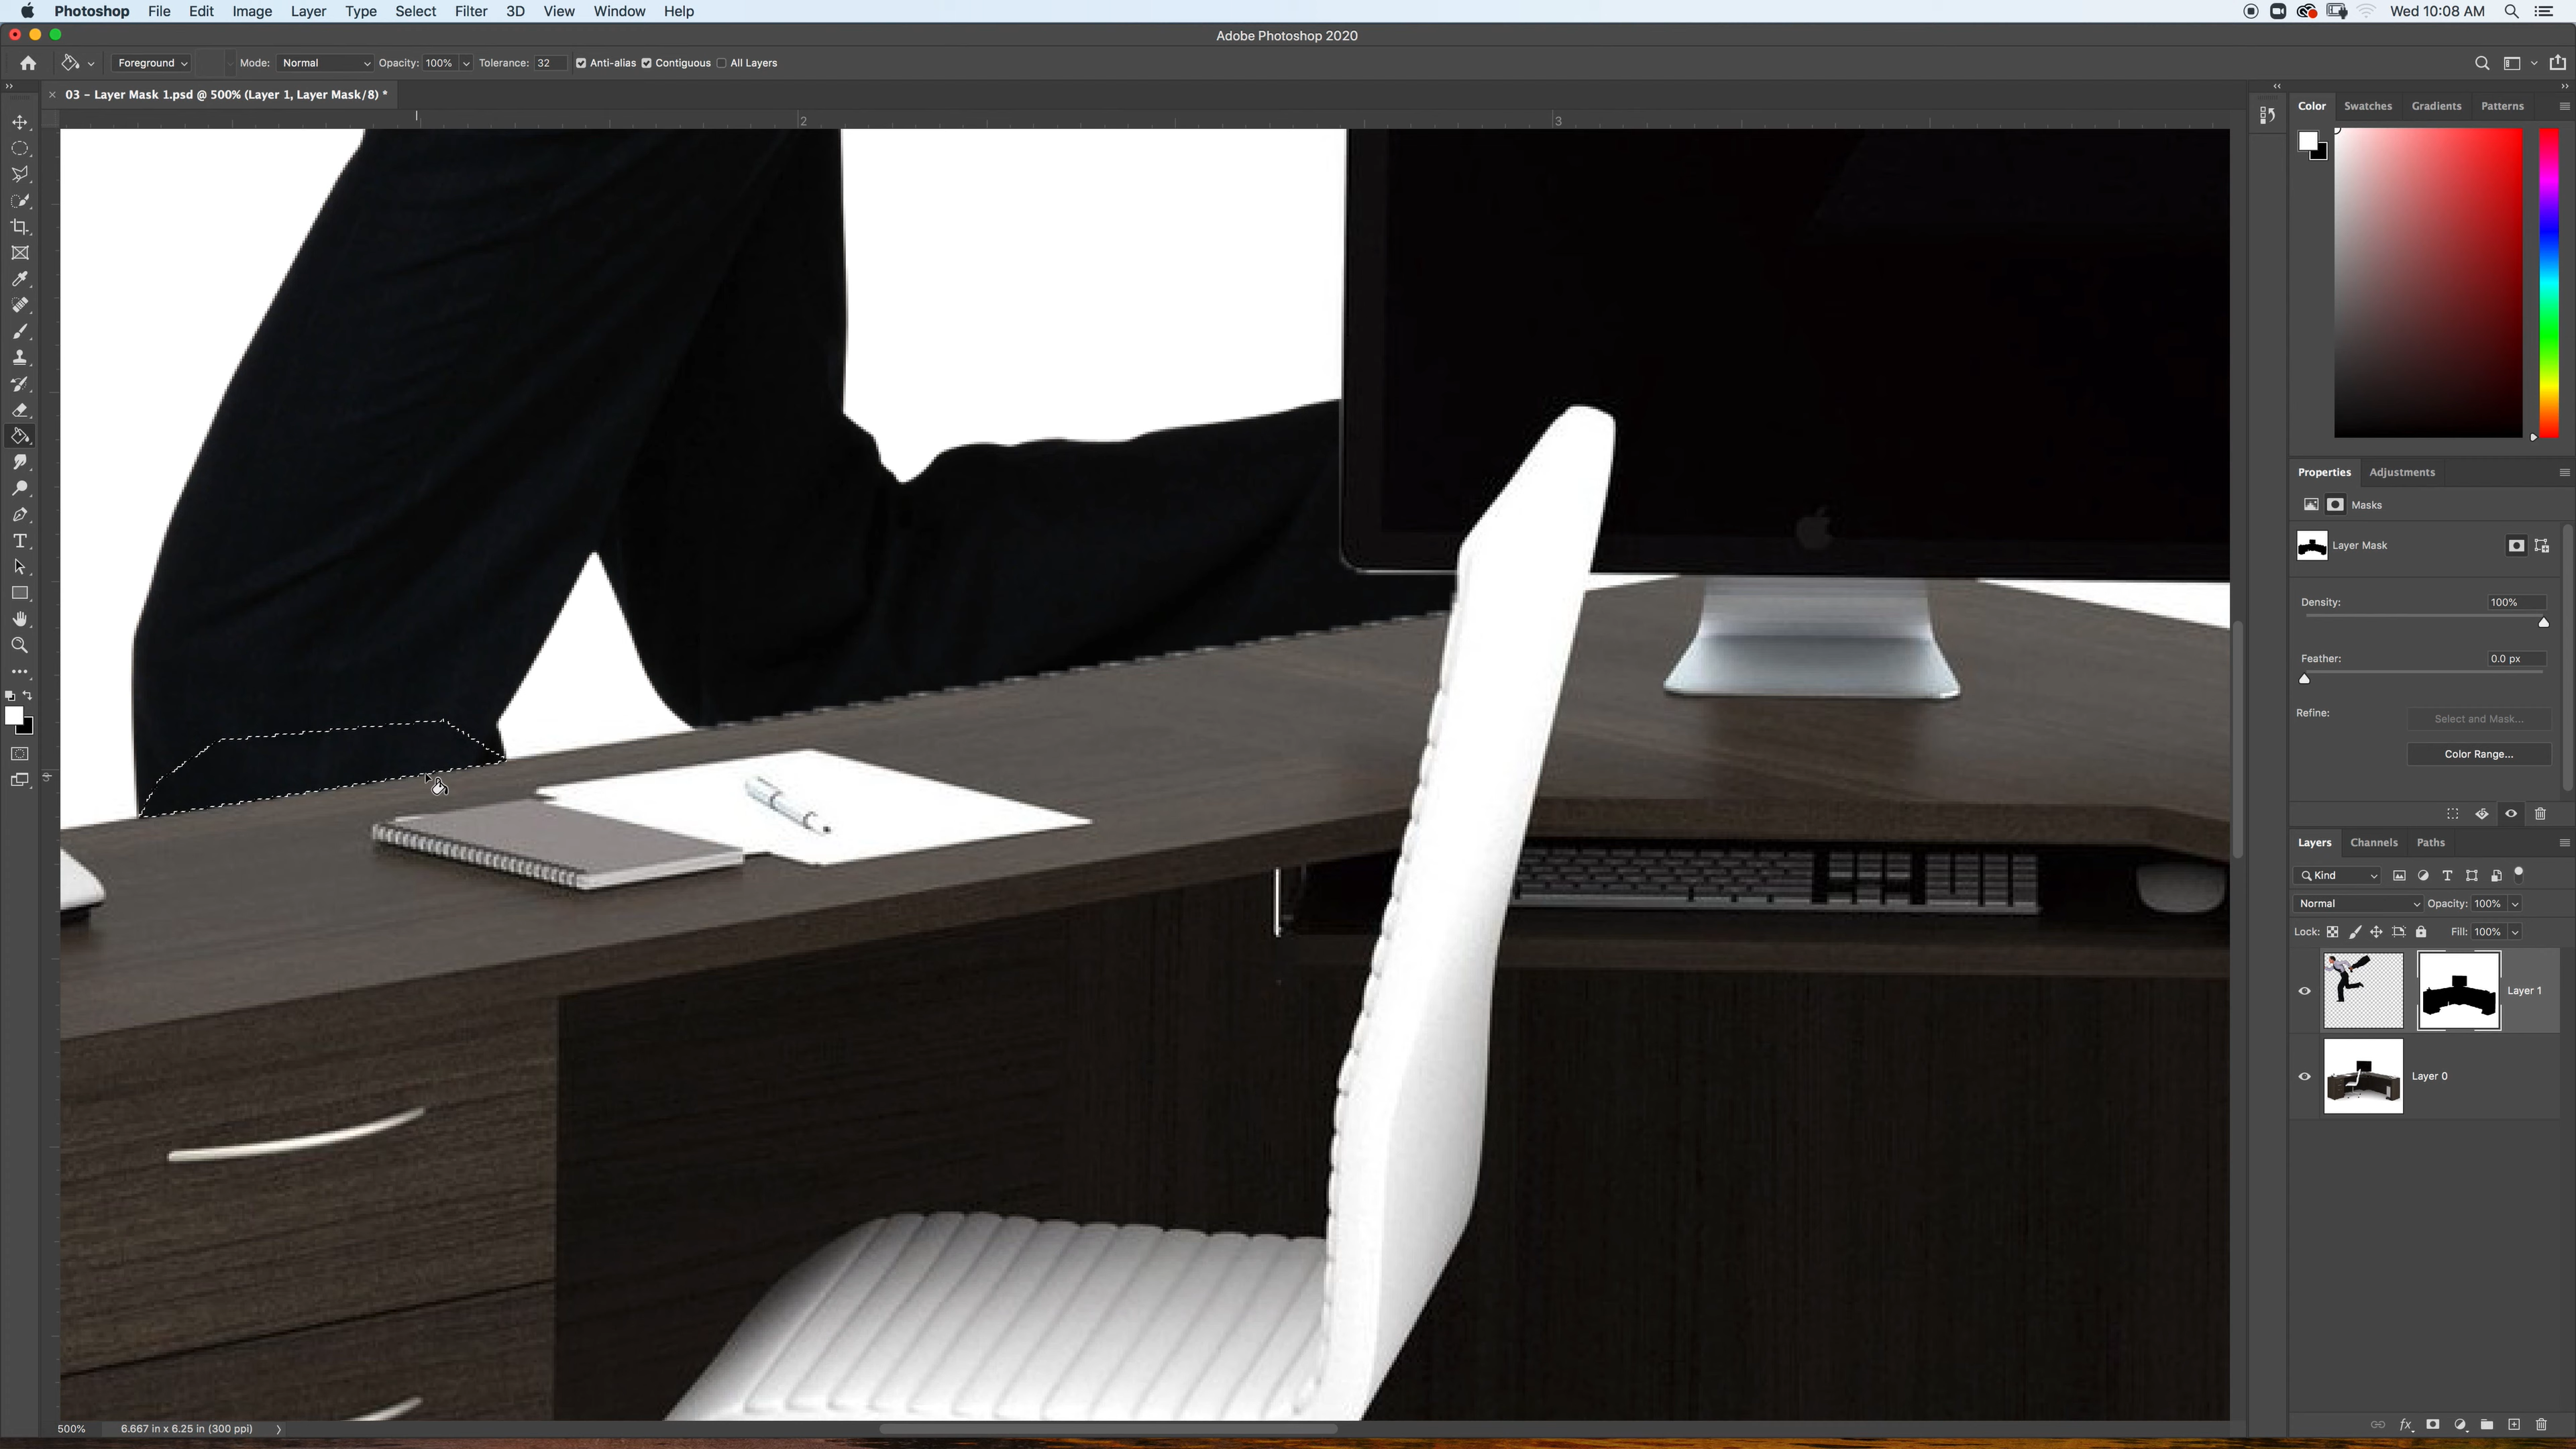 Photoshop File Edit Image Layer Type Select Filter 3D View Window Help Wed 10:08 AM
Adobe Photoshop 2020
Foreground Mode: Normal Opacity: 100% Tolerance: 32 Anti-alias Contiguous All Layers
× 03 - Layer Mask 1.psd @ 500% (Layer 1, Layer Mask/8) *
Color Swatches Gradients Patterns
2 3
Properties Adjustments
Masks
Layer Mask
Density: 100%
Feather: 0.0 px
Refine: Select and Mask...
Color Range...
Layers Channels Paths
Kind
Normal Opacity: 100%
Lock: Fill: 100%
Layer 1
Layer 0
500% 6.667 in x 6.25 in (300 ppi)
fx